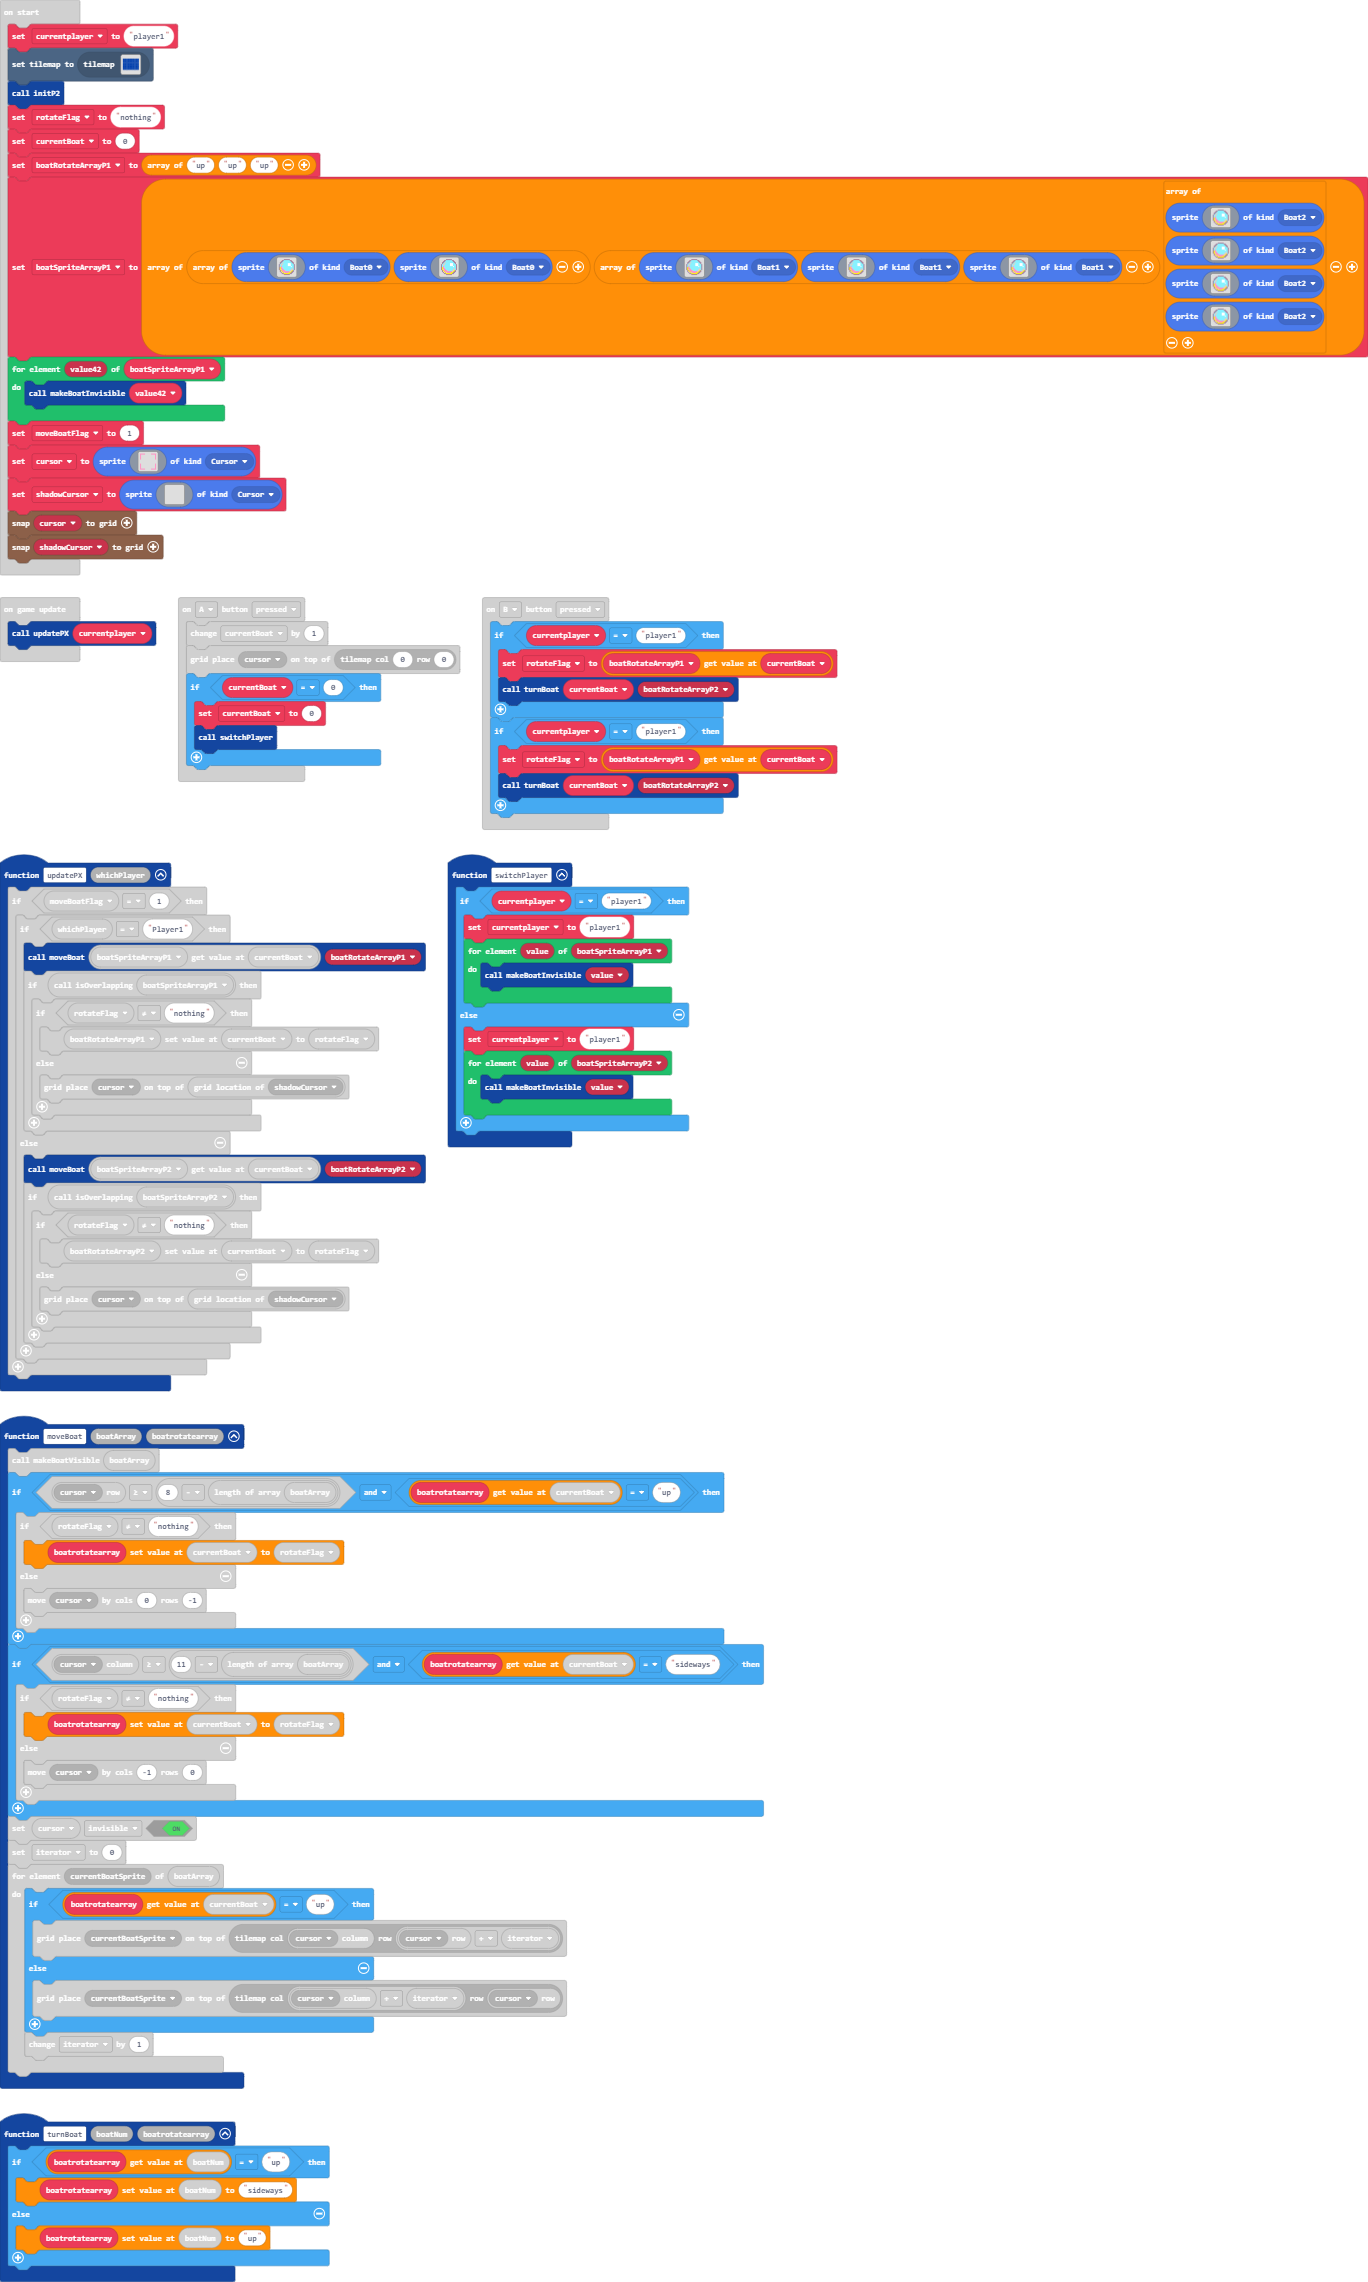 on start
set currentplayer to "player1"
set tilemap to tilemap
call initP2
set rotateFlag to "nothing"
set currentBoat to 0
set boatRotateArrayP1 to array of "up" "up" "up"
array of
sprite of kind Boat2
sprite of kind Boat2
set boatSpriteArrayP1 to array of array of sprite of kind Boat0 sprite of kind Boat0 array of sprite of kind Boat1 sprite of kind Boat1 sprite of kind Boat1
sprite of kind Boat2
sprite of kind Boat2
for element value42 of boatSpriteArrayP1
do call makeBoatInvisible value42
set moveBoatFlag to 1
set cursor to sprite of kind Cursor
set shadowCursor to sprite of kind Cursor
snap cursor to grid
snap shadowCursor to grid
on game update
call updatePX currentplayer
on A button pressed
change currentBoat by 1
grid place cursor on top of tilemap col 0 row 0
if currentBoat = 0 then
set currentBoat to 0
call switchPlayer
on B button pressed
if currentplayer = "player1" then
set rotateFlag to boatRotateArrayP1 get value at currentBoat
call turnBoat currentBoat boatRotateArrayP2
if currentplayer = "player1" then
set rotateFlag to boatRotateArrayP1 get value at currentBoat
call turnBoat currentBoat boatRotateArrayP2
function updatePX whichPlayer
if moveBoatFlag = 1 then
if whichPlayer = "Player1" then
call moveBoat boatSpriteArrayP1 get value at currentBoat boatRotateArrayP1
if call isOverlapping boatSpriteArrayP1 then
if rotateFlag ≠ "nothing" then
boatRotateArrayP1 set value at currentBoat to rotateFlag
else
grid place cursor on top of grid location of shadowCursor
else
call moveBoat boatSpriteArrayP2 get value at currentBoat boatRotateArrayP2
if call isOverlapping boatSpriteArrayP2 then
if rotateFlag ≠ "nothing" then
boatRotateArrayP2 set value at currentBoat to rotateFlag
else
grid place cursor on top of grid location of shadowCursor
function switchPlayer
if currentplayer = "player1" then
set currentplayer to "player1"
for element value of boatSpriteArrayP1
do call makeBoatInvisible value
else
set currentplayer to "player1"
for element value of boatSpriteArrayP2
do call makeBoatInvisible value
function moveBoat boatArray boatrotatearray
call makeBoatVisible boatArray
if cursor row ≥ 8 - length of array boatArray and boatrotatearray get value at currentBoat = "up" then
if rotateFlag ≠ "nothing" then
boatrotatearray set value at currentBoat to rotateFlag
else
move cursor by cols 0 rows -1
if cursor column ≥ 11 - length of array boatArray and boatrotatearray get value at currentBoat = "sideways" then
if rotateFlag ≠ "nothing" then
boatrotatearray set value at currentBoat to rotateFlag
else
move cursor by cols -1 rows 0
set cursor invisible ON
set iterator to 0
for element currentBoatSprite of boatArray
do if boatrotatearray get value at currentBoat = "up" then
grid place currentBoatSprite on top of tilemap col cursor column row cursor row + iterator
else
grid place currentBoatSprite on top of tilemap col cursor column + iterator row cursor row
change iterator by 1
function turnBoat boatNum boatrotatearray
if boatrotatearray get value at boatNum = "up" then
boatrotatearray set value at boatNum to "sideways"
else
boatrotatearray set value at boatNum to "up"